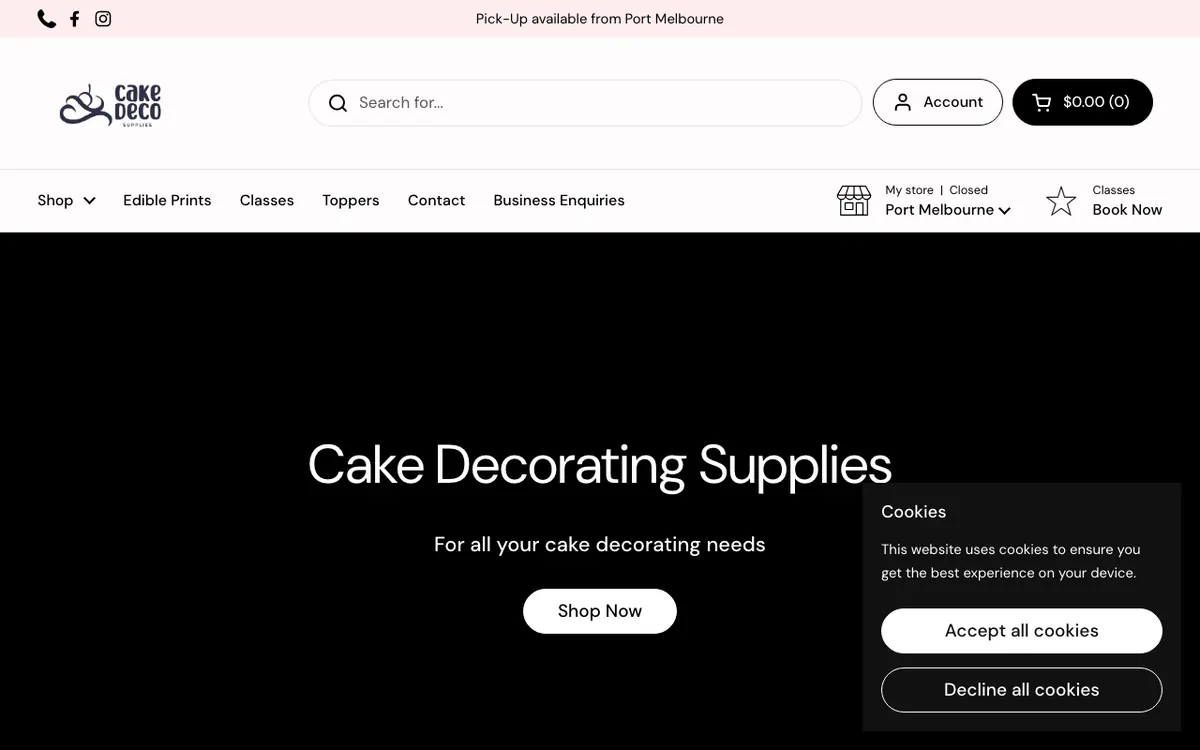 Pick-Up available from Port Melbourne
cake
DECO
SUPPLIES
Search for...
Account
$0.00 (0)
Shop
Edible Prints
Classes
Toppers
Contact
Business Enquiries
My store | Closed
Port Melbourne
Classes
Book Now
Cake Decorating Supplies
For all your cake decorating needs
Shop Now
Cookies
This website uses cookies to ensure you
get the best experience on your device.
Accept all cookies
Decline all cookies